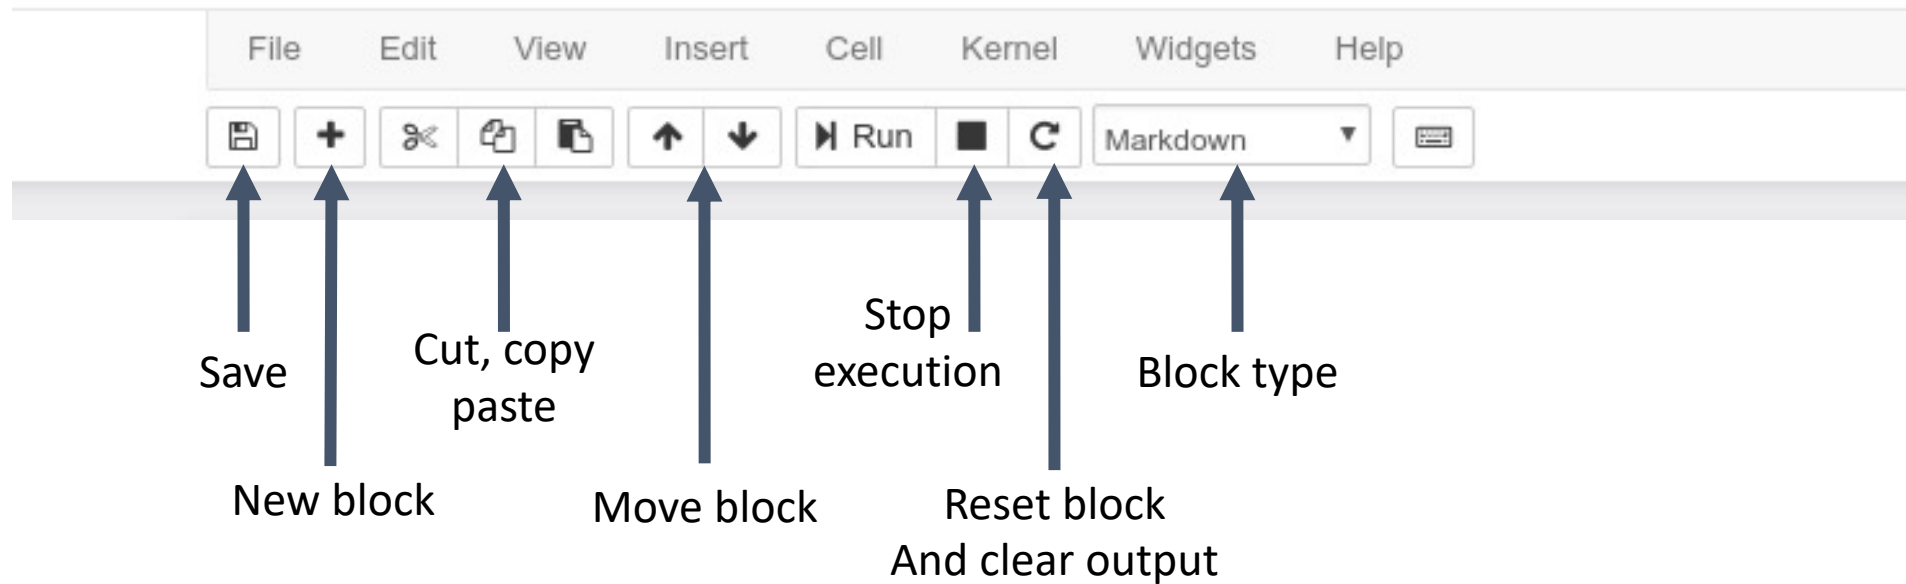 File Edit View Insert Cell Kernel Widgets Help
Run Markdown
Save
Cut, copy
paste
Stop
execution
Block type
New block
Move block
Reset block
And clear output